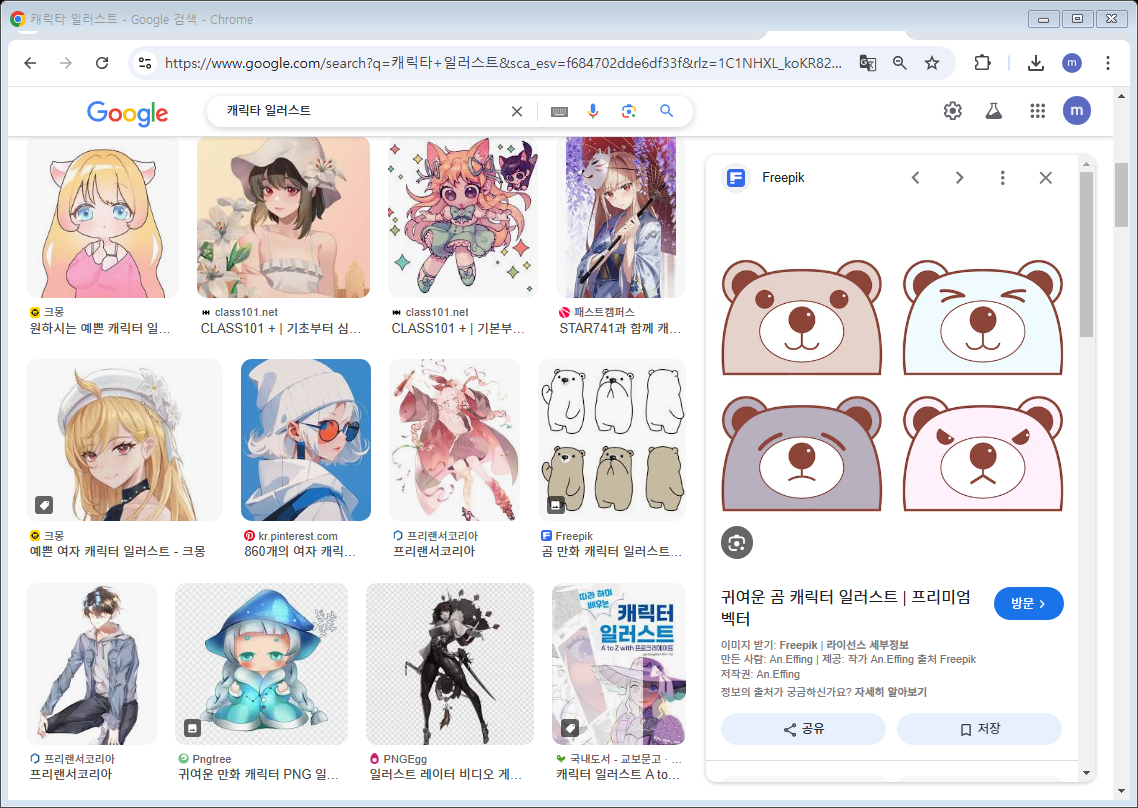 캐릭타 일러스트 - Google 검색 - Chrome
https://www.google.com/search?q=캐릭타+일러스트&sca_esv=f684702dde6df33f&rlz=1C1NHXL_koKR82...
m
Google
캐릭타 일러스트
m
크몽
원하시는 예쁜 캐릭터 일...
class101.net
CLASS101 + | 기초부터 심...
class101.net
CLASS101 + | 기본부...
패스트캠퍼스
STAR741과 함께 캐...
크몽
예쁜 여자 캐릭터 일러스트 - 크몽
kr.pinterest.com
860개의 여자 캐릭...
프리랜서코리아
프리랜서코리아
Freepik
곰 만화 캐릭터 일러스트...
따라 하며
배우는
캐릭터
일러스트
A to Z with 프로크리에이트
프리랜서코리아
프리랜서코리아
Pngtree
귀여운 만화 캐릭터 PNG 일...
PNGEgg
일러스트 레이터 비디오 게...
국내도서 - 교보문고 · ...
캐릭터 일러스트 A to...
Freepik
귀여운 곰 캐릭터 일러스트 | 프리미엄
벡터
방문
이미지 받기: Freepik | 라이선스 세부정보
만든 사람: An.Effing | 제공: 작가 An.Effing 출처 Freepik
저작권: An.Effing
정보의 출처가 궁금하신가요? 자세히 알아보기
공유
저장